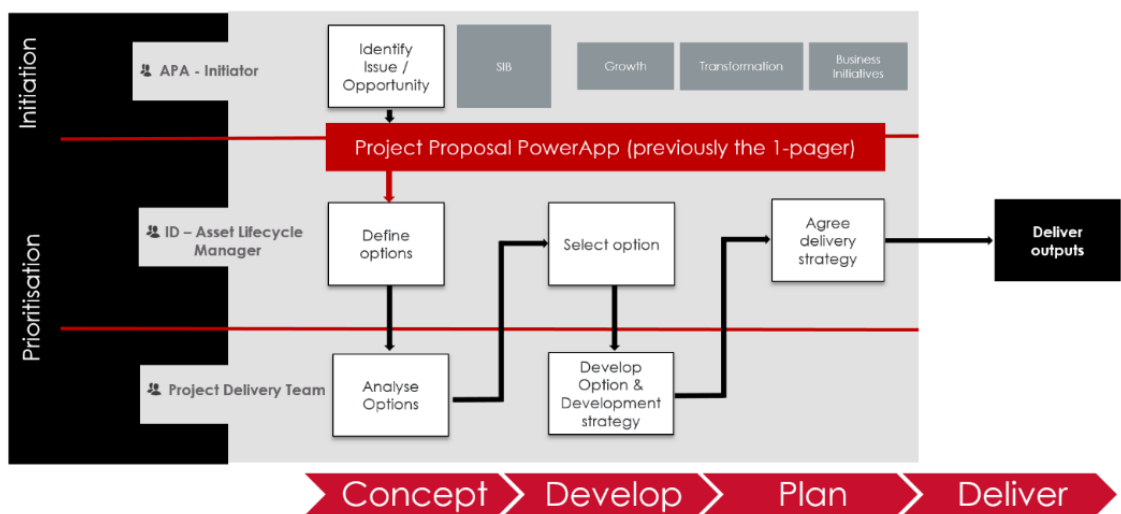 Initiation
APA - Initiator
Identify
Issue /
Opportunity
SIB
Growth
Transformation
Business
Initiatives
Project Proposal PowerApp (previously the 1-pager)
Prioritisation
ID – Asset Lifecycle
Manager
Define
options
Select option
Agree
delivery
strategy
Deliver
outputs
Project Delivery Team
Analyse
Options
Develop
Option &
Development
strategy
Concept
Develop
Plan
Deliver